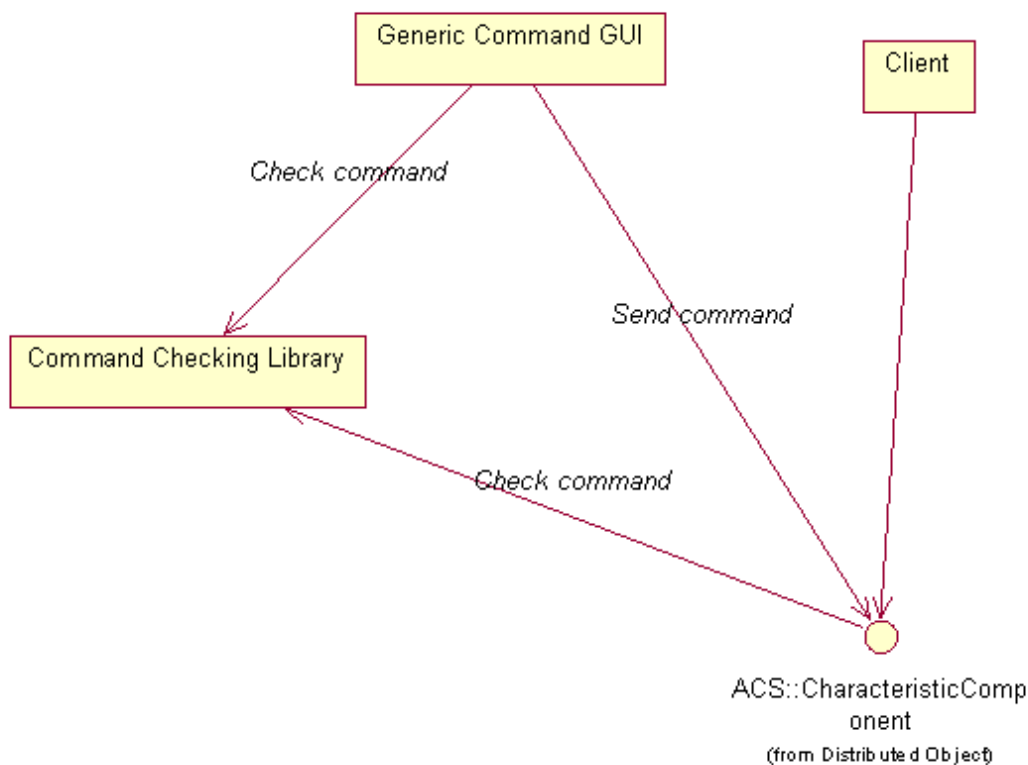 Generic Command GUI
Client
Check command
Send command
Command Checking Library
Check command
ACS::CharacteristicComp
onent
(from Distributed Object)